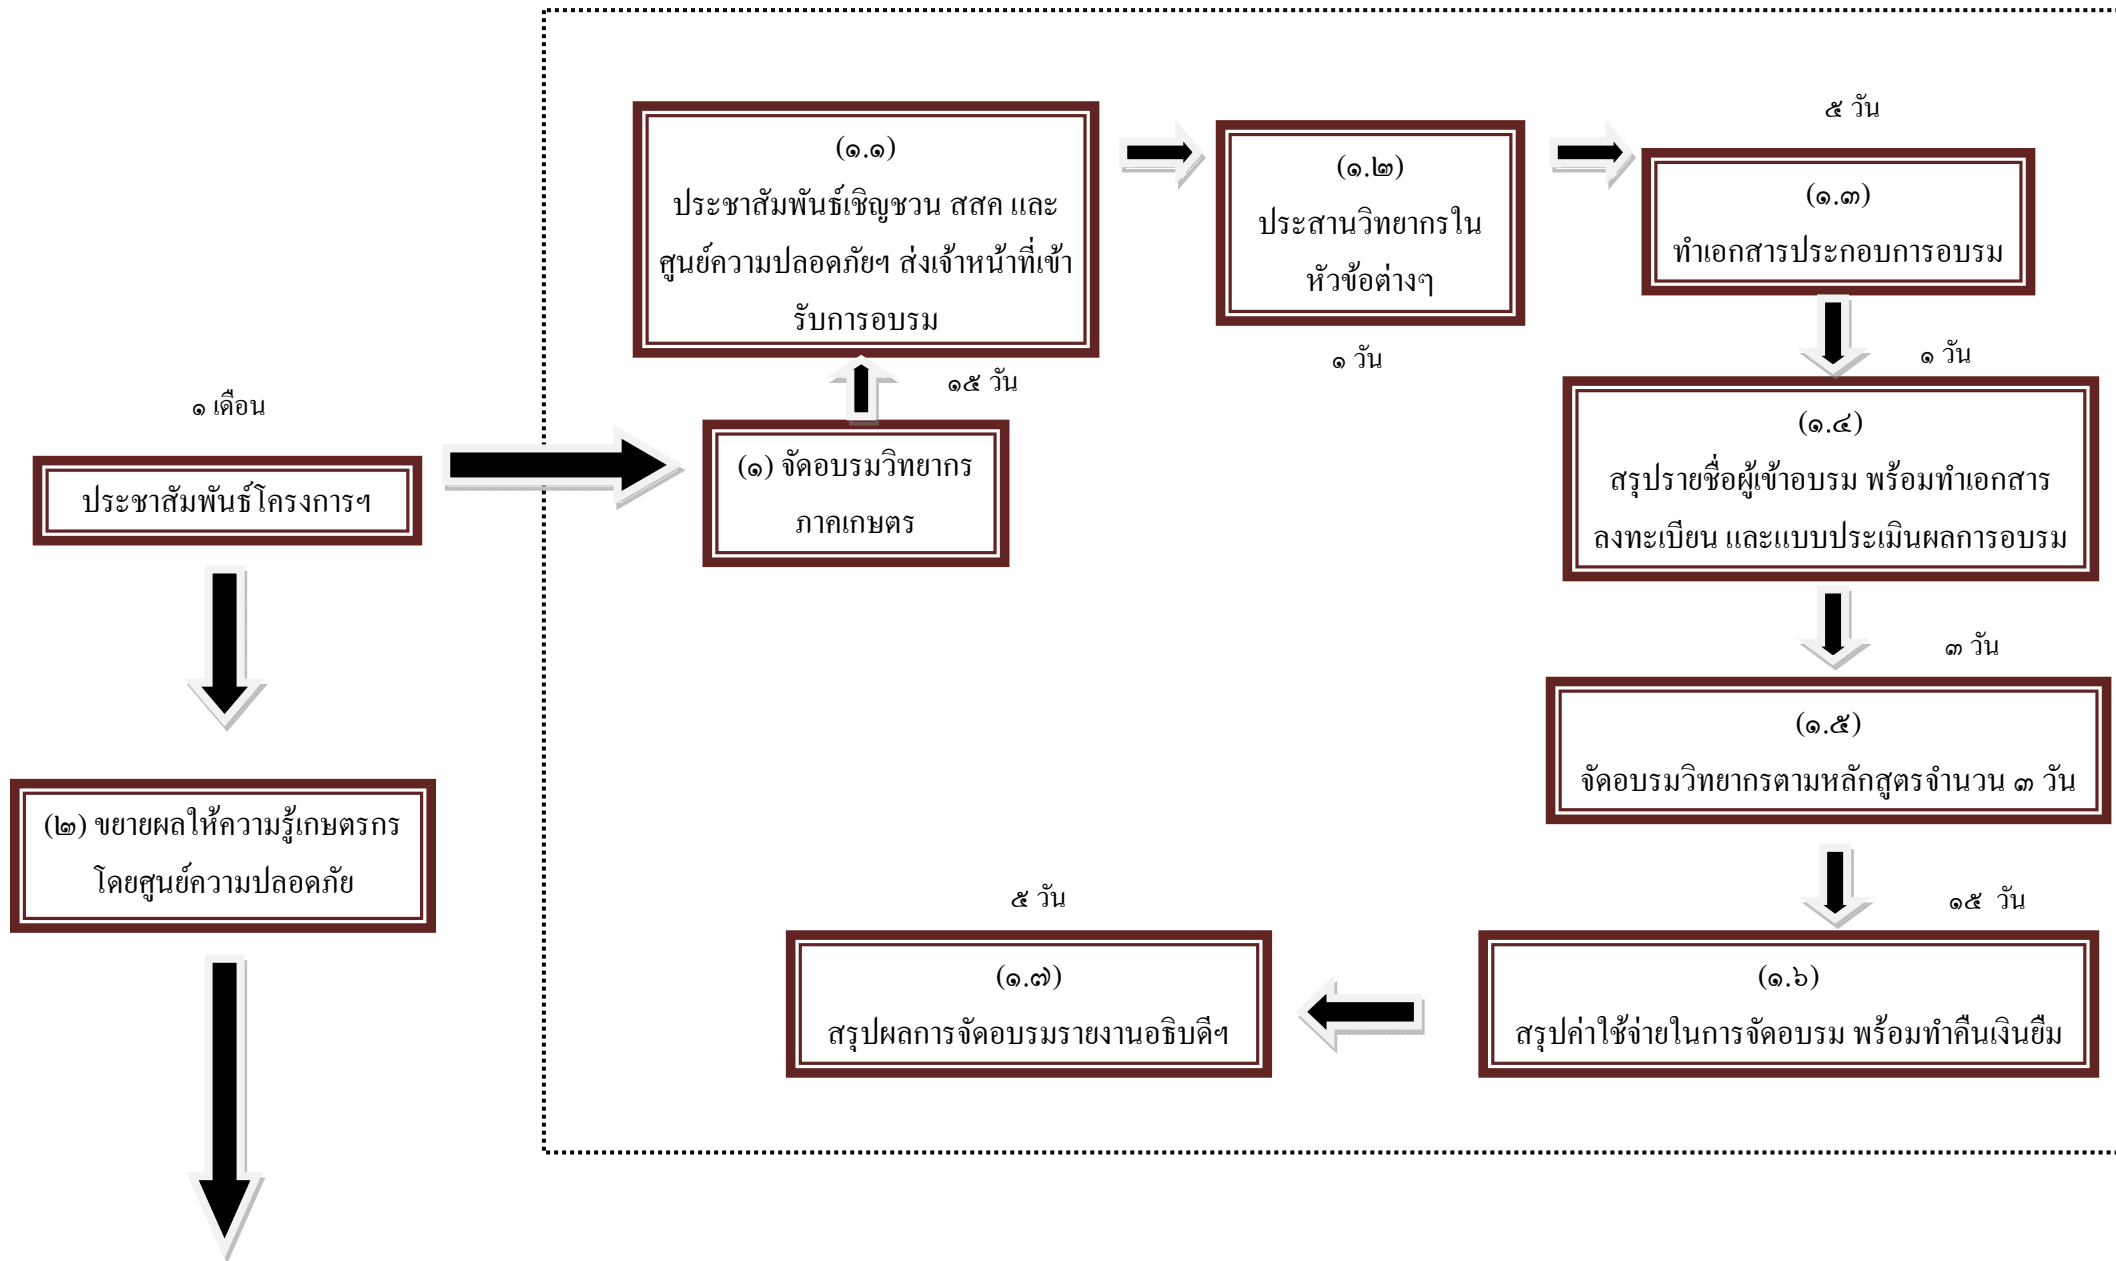 ๑ เดือน
ประชาสัมพันธ์โครงการฯ
(๒) ขยายผลให้ความรู้เกษตรกร
โดยศูนย์ความปลอดภัย
(๑) จัดอบรมวิทยากร
ภาคเกษตร
(๑.๑)
ประชาสัมพันธ์เชิญชวน สสค และ
ศูนย์ความปลอดภัยฯ ส่งเจ้าหน้าที่เข้า
รับการอบรม
๑๕ วัน
(๑.๒)
ประสานวิทยากรใน
หัวข้อต่างๆ
๑ วัน
๕ วัน
(๑.๓)
ทำเอกสารประกอบการอบรม
๑ วัน
(๑.๔)
สรุปรายชื่อผู้เข้าอบรม พร้อมทำเอกสาร
ลงทะเบียน และแบบประเมินผลการอบรม
๓ วัน
(๑.๕)
จัดอบรมวิทยากรตามหลักสูตรจำนวน ๓ วัน
๑๕ วัน
(๑.๖)
สรุปค่าใช้จ่ายในการจัดอบรม พร้อมทำคืนเงินยืม
๕ วัน
(๑.๗)
สรุปผลการจัดอบรมรายงานอธิบดีฯ